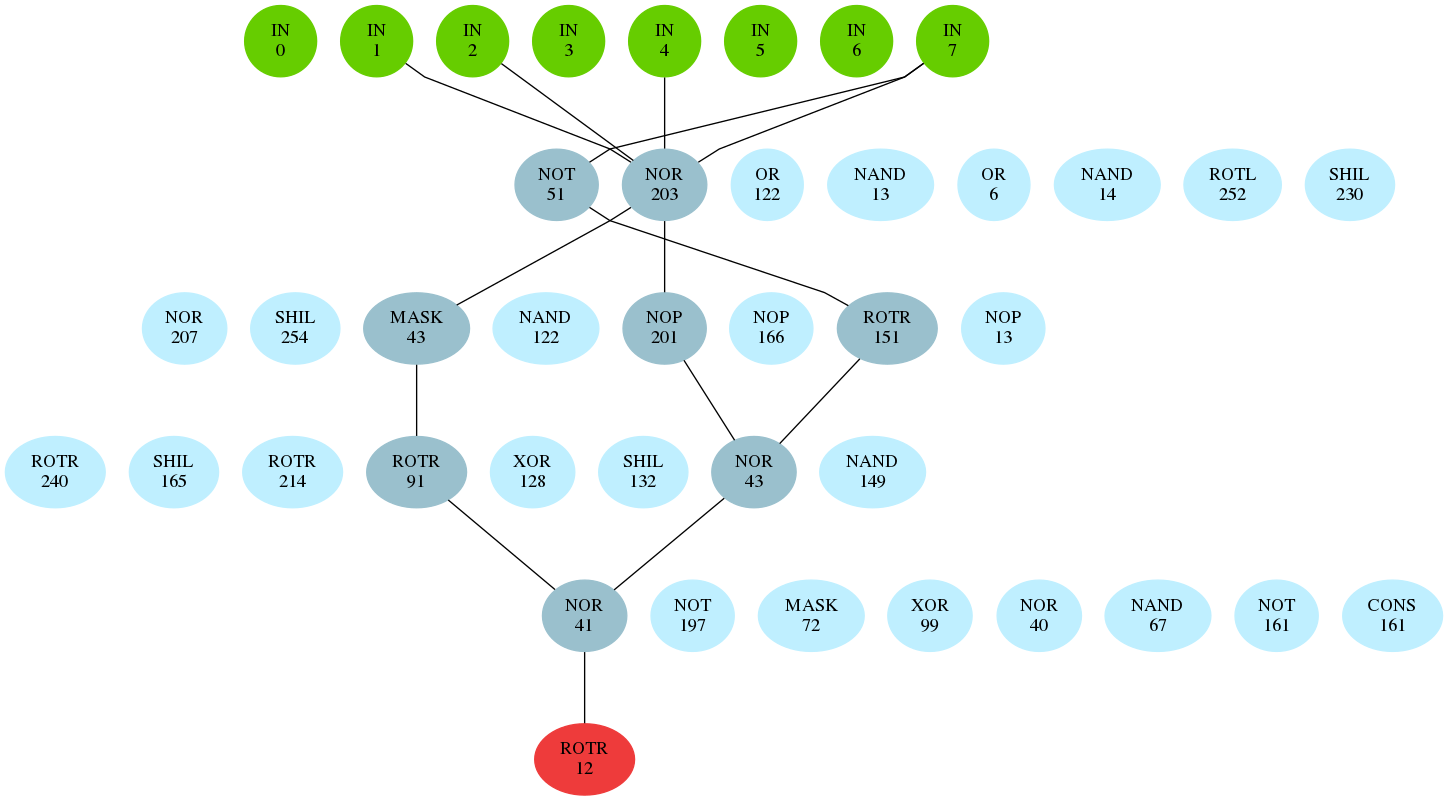 IN IN IN IN IN IN IN IN
0 1 2 3 4 5 6 7
NOT NOR OR NAND OR NAND ROTL SHIL
51 203 122 13 6 14 252 230
NOR SHIL MASK NAND NOP NOP ROTR NOP
207 254 43 122 201 166 151 13
ROTR SHIL ROTR ROTR XOR SHIL NOR NAND
240 165 214 91 128 132 43 149
NOR NOT MASK XOR NOR NAND NOT CONS
41 197 72 99 40 67 161 161
ROTR
12